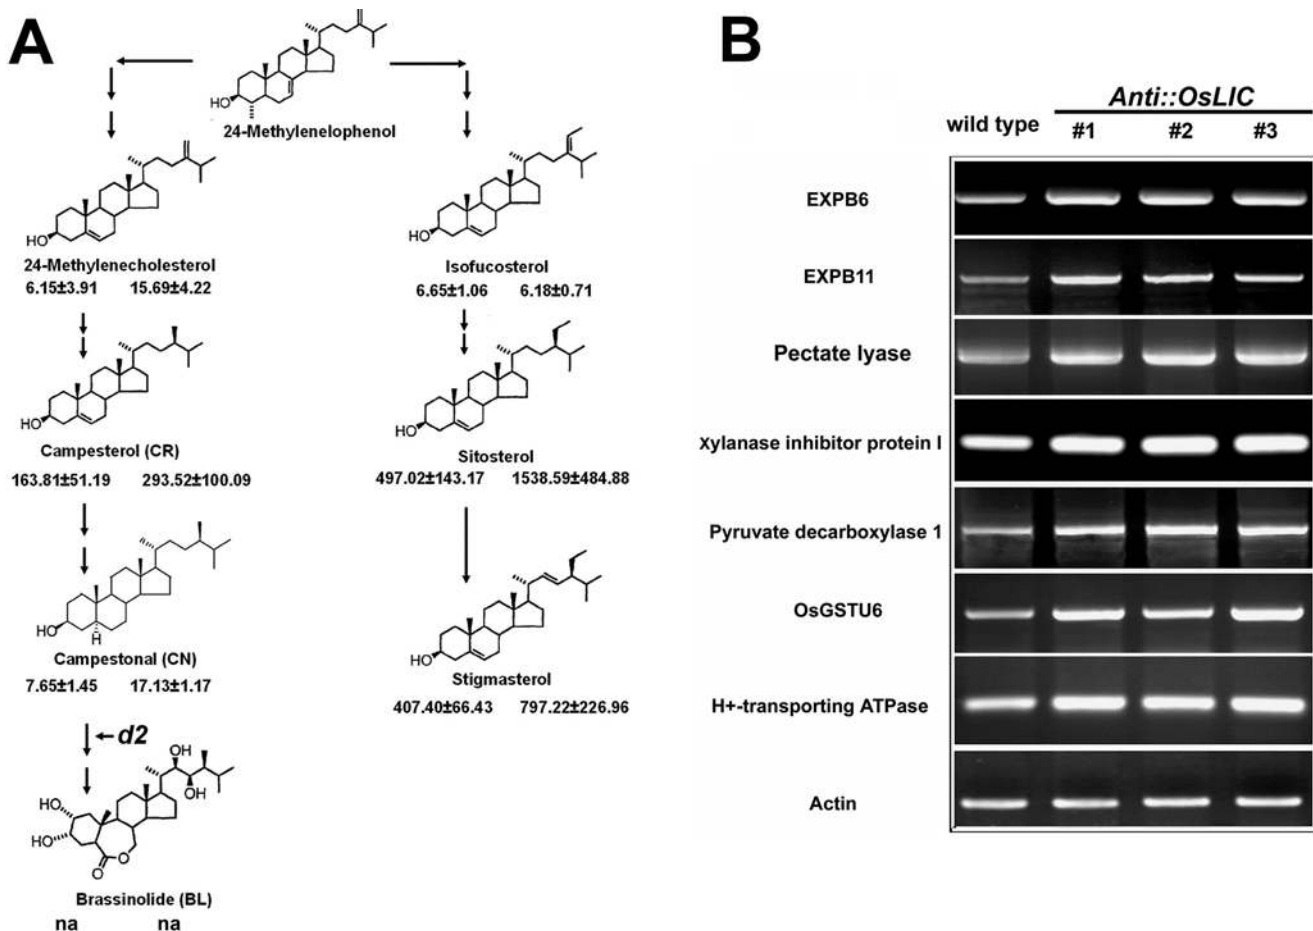 A
HO
24-Methylenelophenol
HO
24-Methylenecholesterol
6.15±3.91 15.69±4.22
HO
Isofucosterol
6.65±1.06 6.18±0.71
HO
Campesterol (CR)
163.81±51.19 293.52±100.09
HO
Sitosterol
497.02±143.17 1538.59±484.88
HO
H
Campestonal (CN)
7.65±1.45 17.13±1.17
HO
Stigmasterol
407.40±66.43 797.22±226.96
d2
OH
OH
HO
HO
O
O
Brassinolide (BL)
na na
B
Anti::OsLIC
wild type #1 #2 #3
EXPB6
EXPB11
Pectate lyase
xylanase inhibitor protein I
Pyruvate decarboxylase 1
OsGSTU6
H+-transporting ATPase
Actin